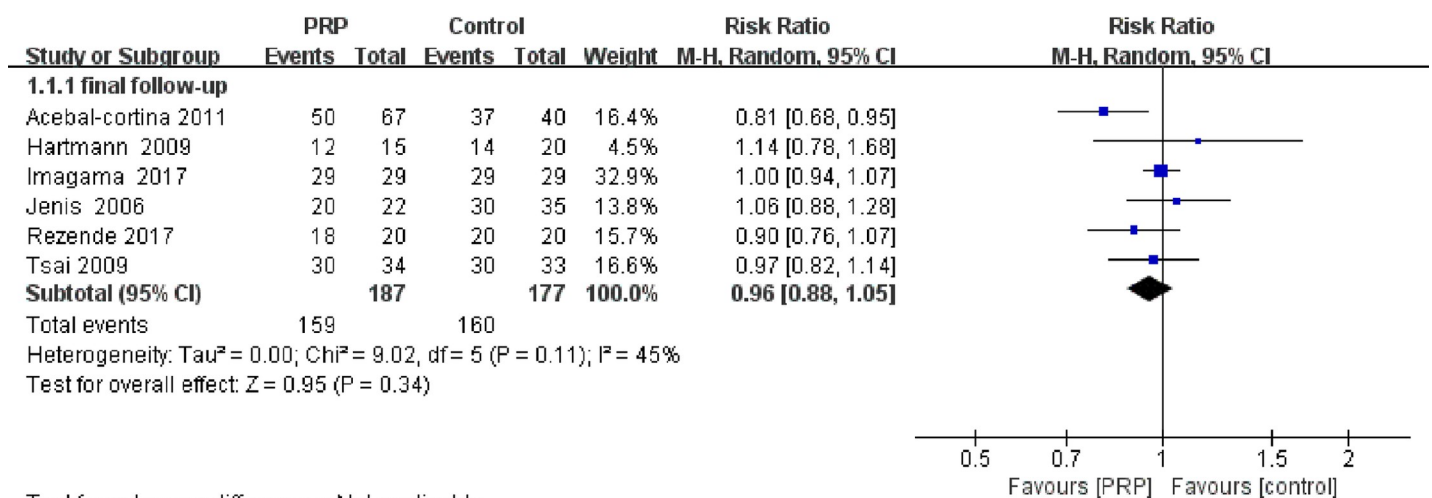 PRP Control Risk Ratio Risk Ratio
Study or Subgroup Events Total Events Total Weight M-H, Random, 95% CI M-H, Random, 95% CI
1.1.1 final follow-up
Acebal-cortina 2011 50 67 37 40 16.4% 0.81 [0.68, 0.95]
Hartmann 2009 12 15 14 20 4.5% 1.14 [0.78, 1.68]
Imagama 2017 29 29 29 29 32.9% 1.00 [0.94, 1.07]
Jenis 2006 20 22 30 35 13.8% 1.06 [0.88, 1.28]
Rezende 2017 18 20 20 20 15.7% 0.90 [0.76, 1.07]
Tsai 2009 30 34 30 33 16.6% 0.97 [0.82, 1.14]
Subtotal (95% CI) 187 177 100.0% 0.96 [0.88, 1.05]
Total events 159 160
Heterogeneity: Tau² = 0.00; Chi² = 9.02, df = 5 (P = 0.11); I² = 45%
Test for overall effect: Z = 0.95 (P = 0.34)
0.5 0.7 1 1.5 2
Favours [PRP] Favours [control]